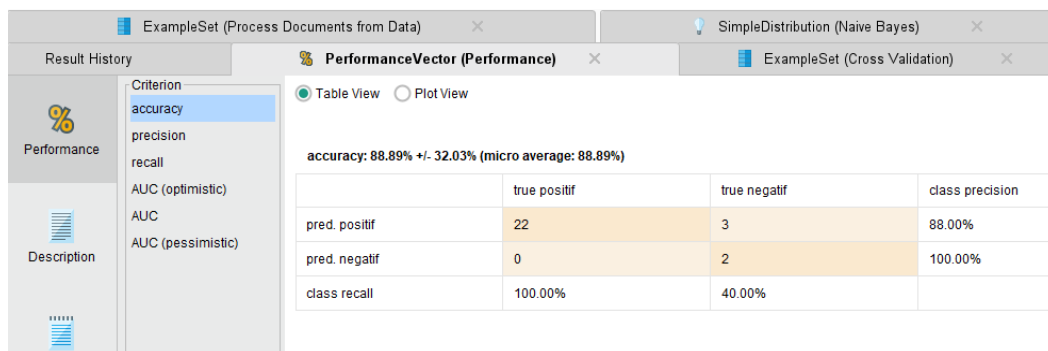 ExampleSet (Process Documents from Data)
SimpleDistribution (Naive Bayes)
Result History
% PerformanceVector (Performance)
ExampleSet (Cross Validation)
%
Performance
Description
Criterion
accuracy
precision
recall
AUC (optimistic)
AUC
AUC (pessimistic)
Table View Plot View
accuracy: 88.89% +/- 32.03% (micro average: 88.89%)
true positif true negatif class precision
pred. positif 22 3 88.00%
pred. negatif 0 2 100.00%
class recall 100.00% 40.00%